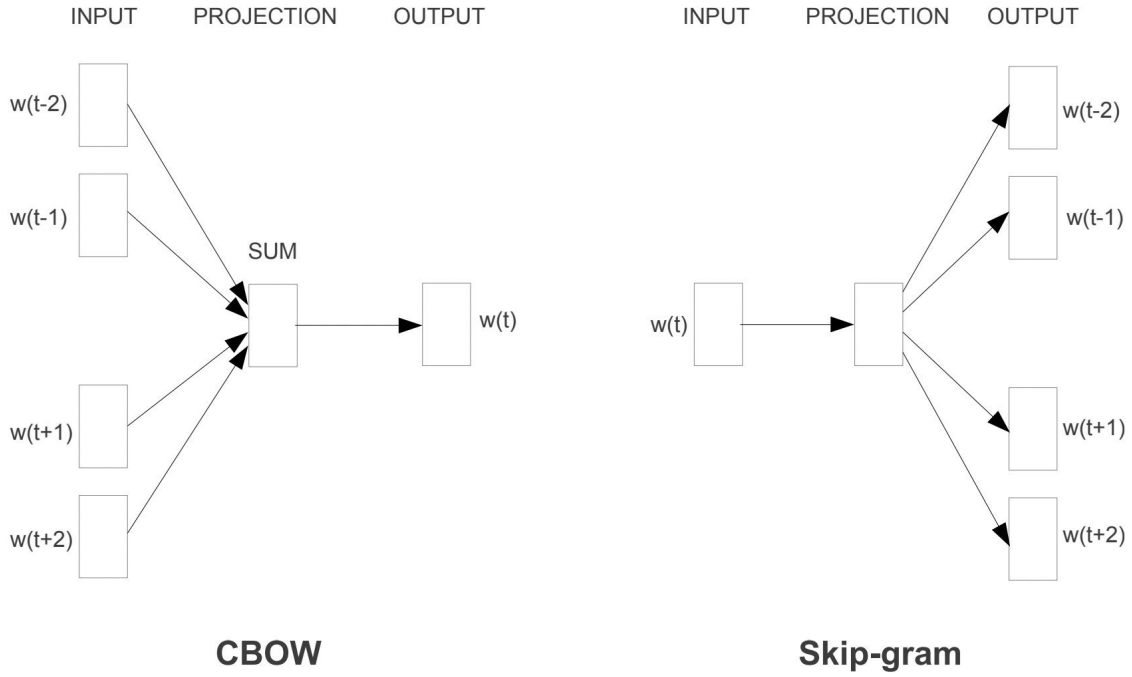 INPUT PROJECTION OUTPUT
w(t-2)
w(t-1)
SUM
w(t)
w(t+1)
w(t+2)
CBOW
INPUT PROJECTION OUTPUT
w(t-2)
w(t-1)
w(t)
w(t+1)
w(t+2)
Skip-gram